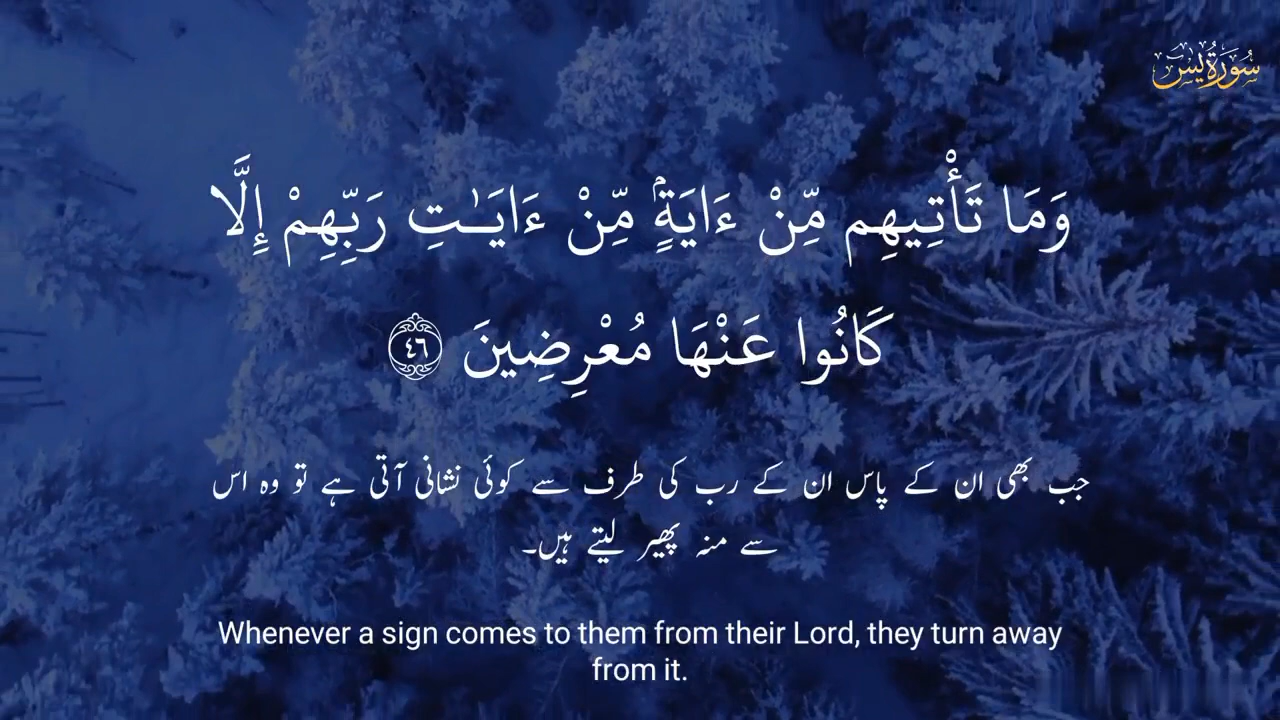 سُورَةُ يسٓ
وَمَا تَأْتِيهِم مِّنْ ءَايَةٍۢ مِّنْ ءَايَـٰتِ رَبِّهِمْ إِلَّا
كَانُوا عَنْهَا مُعْرِضِينَ ٤٦
جب بھی ان کے پاس ان کے رب کی طرف سے کوئی نشانی آتی ہے تو وہ اس
سے منہ پھیر لیتے ہیں۔
Whenever a sign comes to them from their Lord, they turn away
from it.